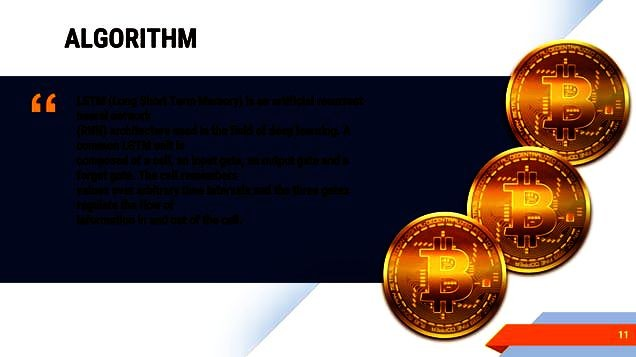 ALGORITHM
“
LSTM (Long Short Term Memory) is an artificial recurrent
neural network
(RNN) architecture used in the field of deep learning. A
common LSTM unit is
composed of a cell, an input gate, an output gate and a
forget gate. The cell remembers
values over arbitrary time intervals and the three gates
regulate the flow of
information in and out of the cell.
11